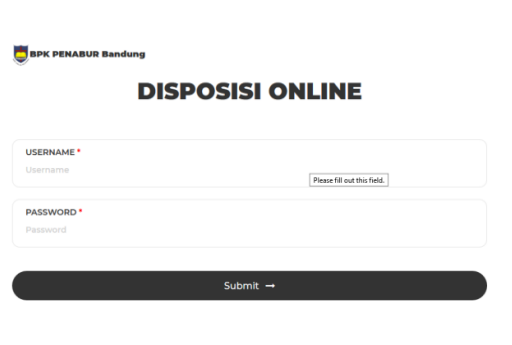 BPK PENABUR Bandung
DISPOSISI ONLINE
USERNAME *
Username
Please fill out this field.
PASSWORD *
Password
Submit →